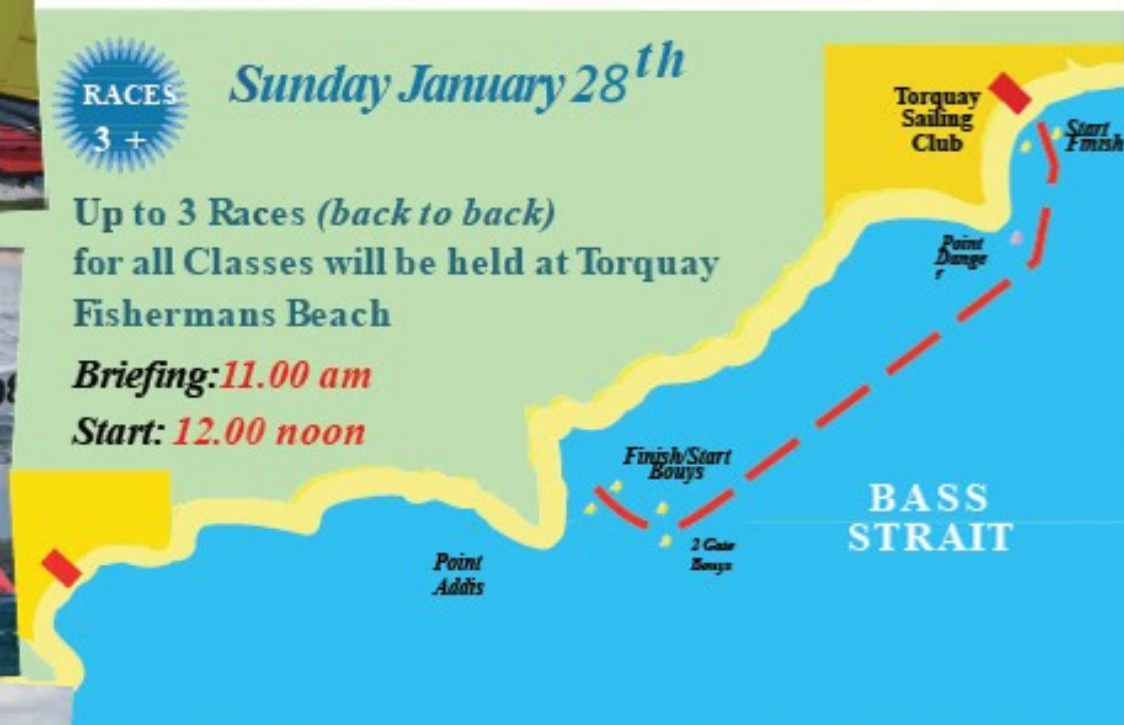 RACES
3 +
Sunday January 28th
Up to 3 Races (back to back)
for all Classes will be held at Torquay
Fishermans Beach
Briefing:11.00 am
Start: 12.00 noon
Torquay
Sailing
Club
Start
Finish
Point
Dange
r
Finish/Start
Bouys
2 Gate
Bouys
BASS
STRAIT
Point
Addis